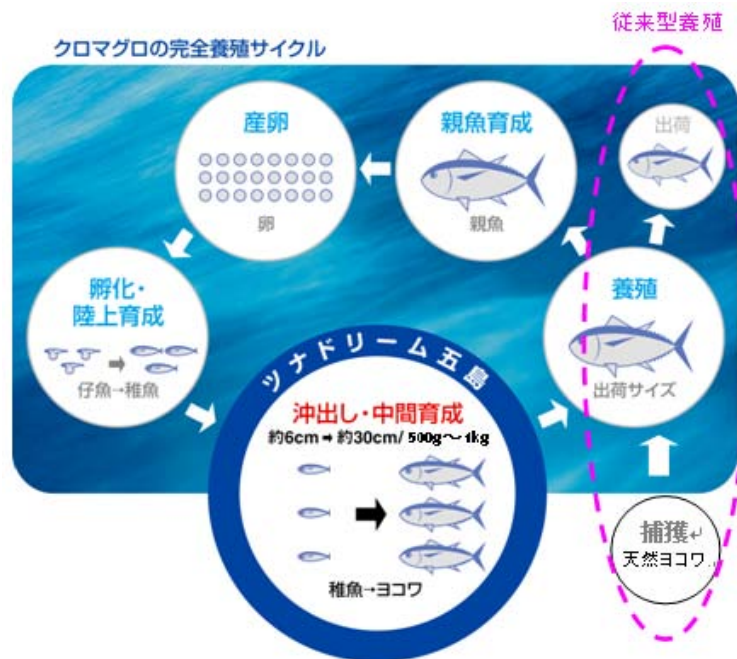 従来型養殖
クロマグロの完全養殖サイクル
産卵
卵
親魚育成
親魚
出荷
孵化・
陸上育成
仔魚→稚魚
養殖
出荷サイズ
ツナドリーム五島
沖出し・中間育成
約6cm➡約30cm/ 500g～1kg
稚魚→ヨコワ
捕獲↵
天然ヨコワ..